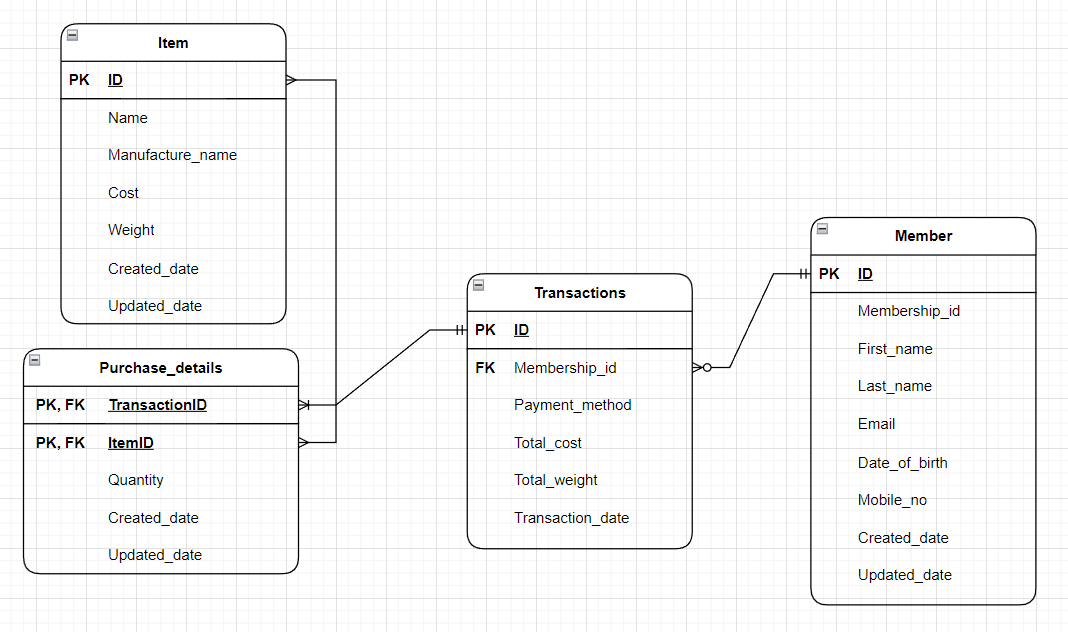 Item
PK ID
Name
Manufacture_name
Cost
Weight
Created_date
Updated_date
Purchase_details
PK, FK TransactionID
PK, FK ItemID
Quantity
Created_date
Updated_date
Transactions
PK ID
FK Membership_id
Payment_method
Total_cost
Total_weight
Transaction_date
Member
PK ID
Membership_id
First_name
Last_name
Email
Date_of_birth
Mobile_no
Created_date
Updated_date